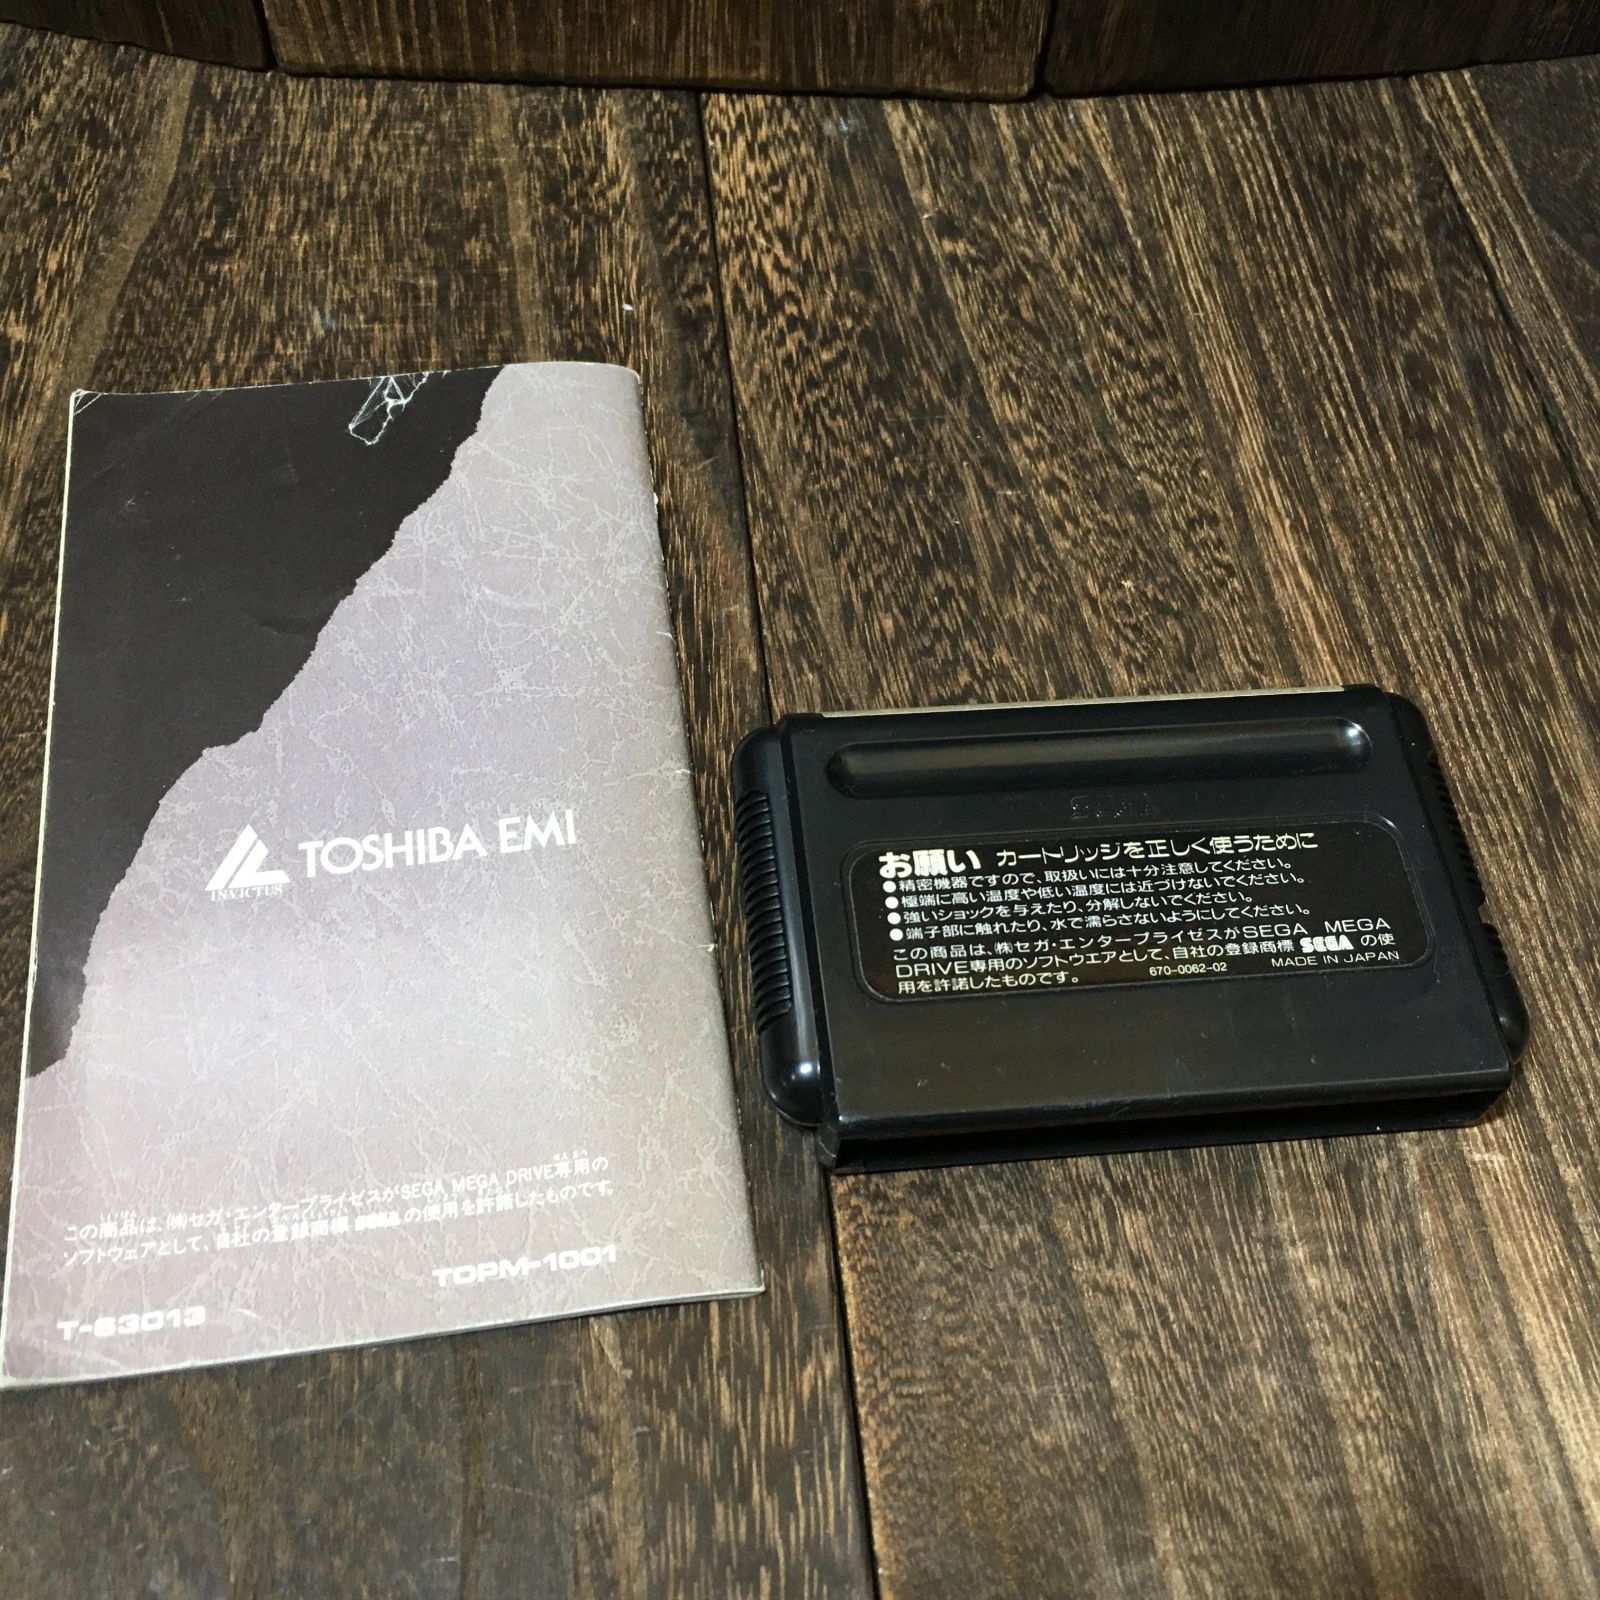 TOSHIBA EMI
INVICTUS
ぜんよう
この商品は、(株)セガ・エンタープライゼスがSEGA MEGA DRIVE専用の
ソフトウェアとして、自社の登録商標 SEGA の使用を許諾したものです。
TOPM-1001
T-63013
SEGA
お願い カートリッジを正しく使うために
●精密機器ですので、取扱いには十分注意してください。
●極端に高い温度や低い温度には近づけないでください。
●強いショックを与えたり、分解しないでください。
●端子部に触れたり、水で濡らさないようにしてください。
この商品は、(株)セガ・エンタープライゼスがSEGA MEGA
DRIVE専用のソフトウエアとして、自社の登録商標 SEGA の使
用を許諾したものです。 670-0062-02 MADE IN JAPAN